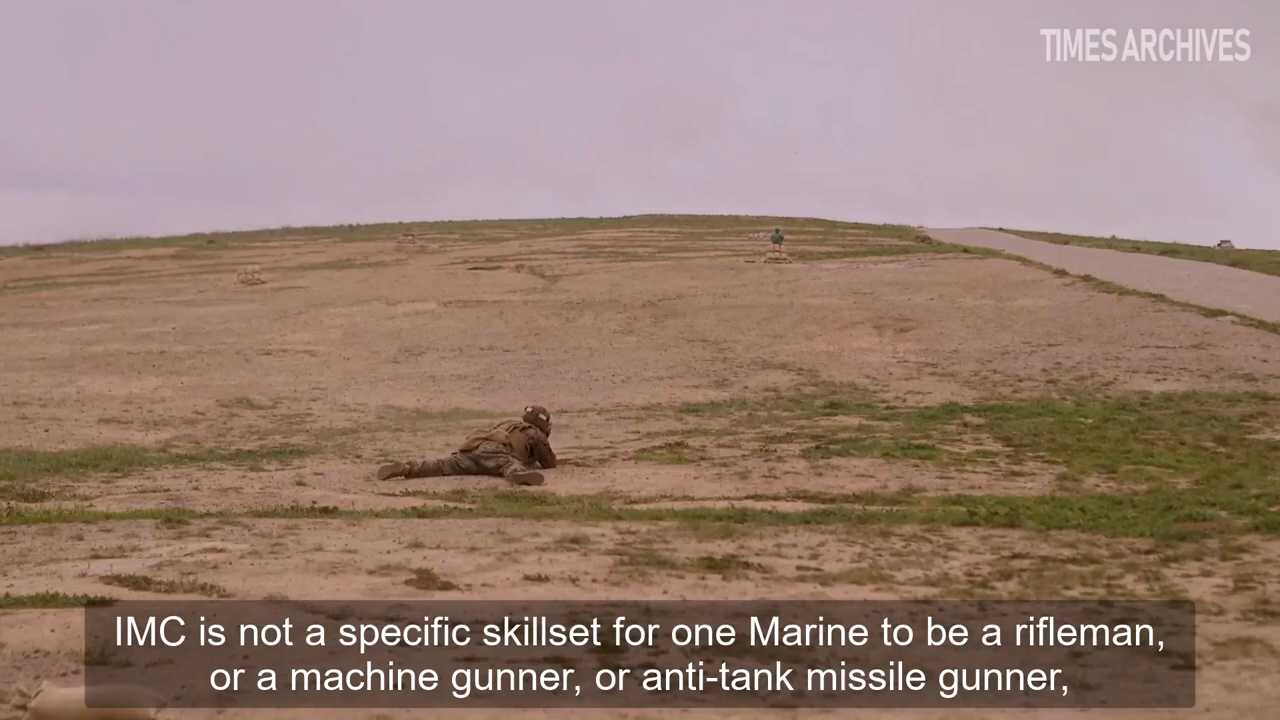 TIMES ARCHIVES
IMC is not a specific skillset for one Marine to be a rifleman,
or a machine gunner, or anti-tank missile gunner,